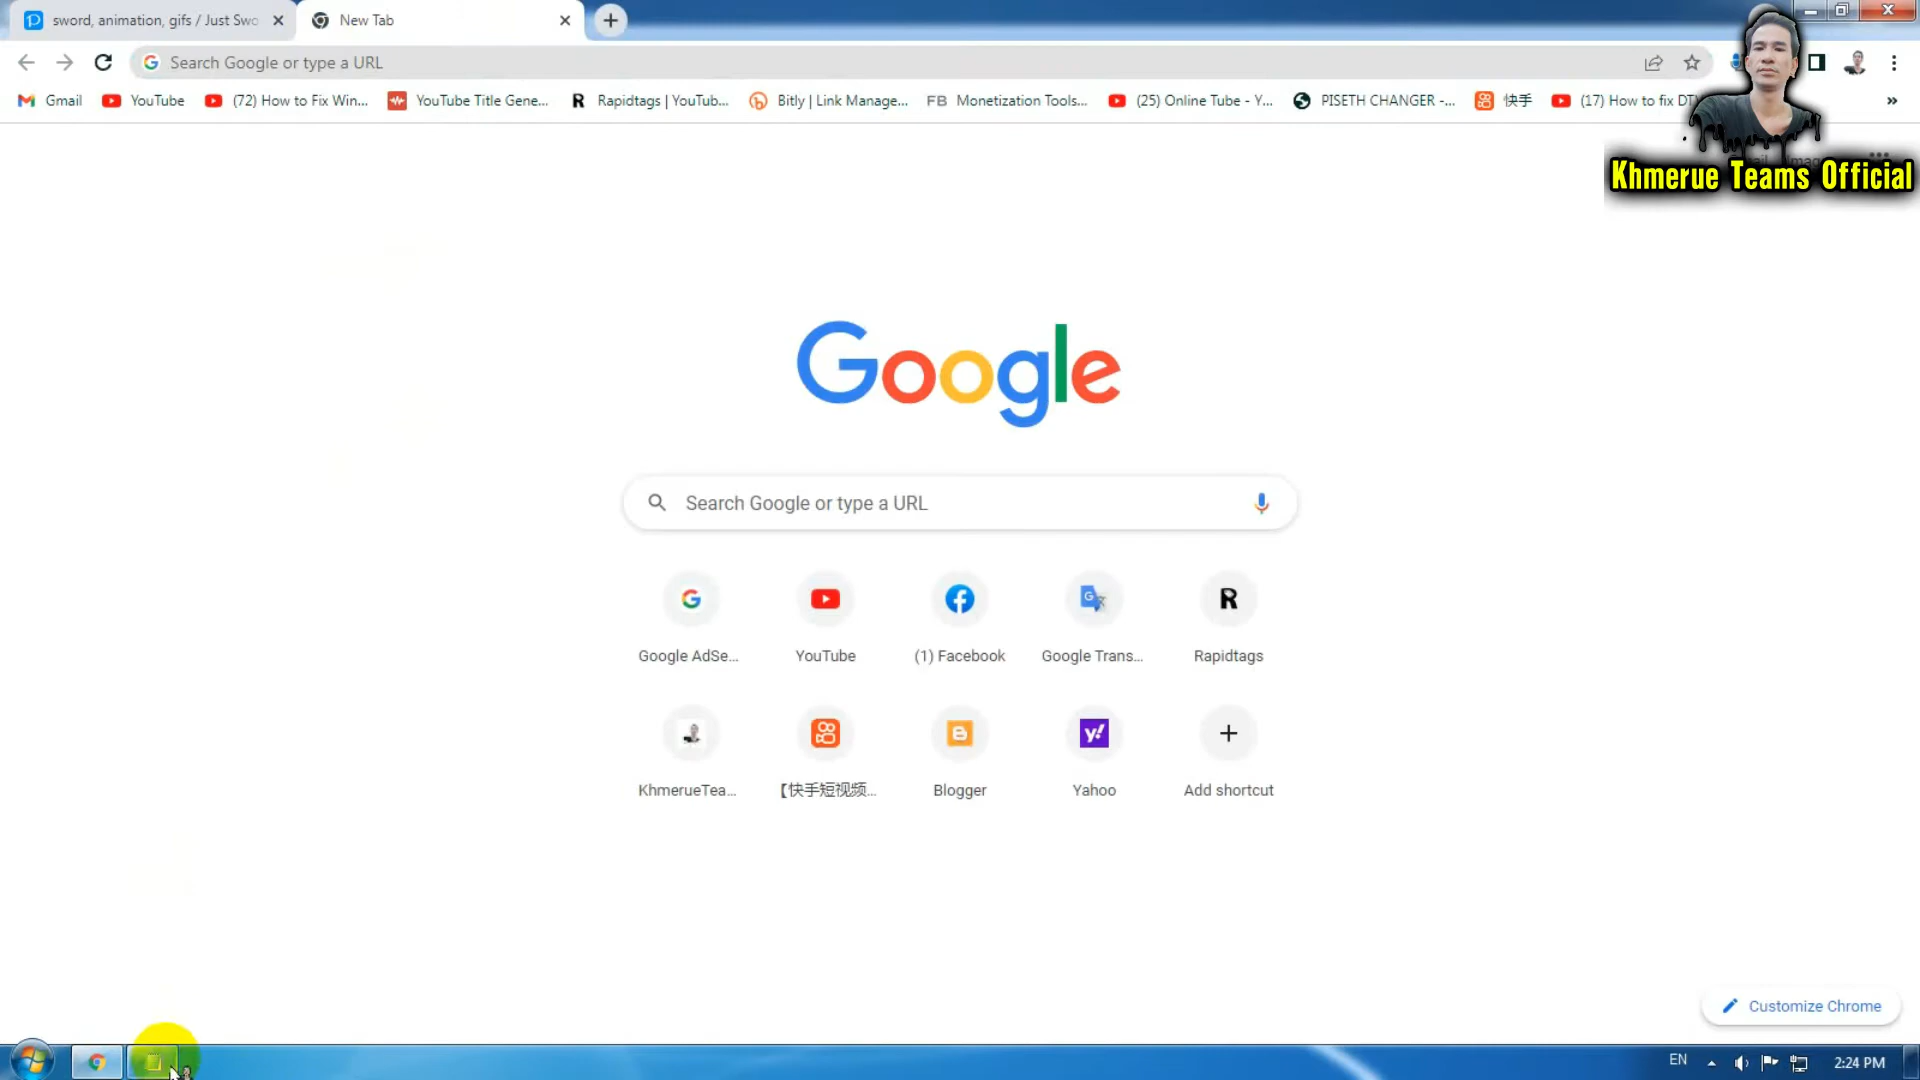 sword, animation, gifs / Just Swo
New Tab
Search Google or type a URL
Gmail
YouTube
(72) How to Fix Win...
YouTube Title Gene...
R Rapidtags | YouTub...
Bitly | Link Manage...
FB Monetization Tools...
(25) Online Tube - Y...
PISETH CHANGER -...
快手
(17) How to fix DT
»
Khmerue Teams Official
Google
Search Google or type a URL
Google AdSe...
YouTube
(1) Facebook
Google Trans...
Rapidtags
KhmerueTea...
【快手短视频...
Blogger
Yahoo
Add shortcut
Customize Chrome
EN
2:24 PM